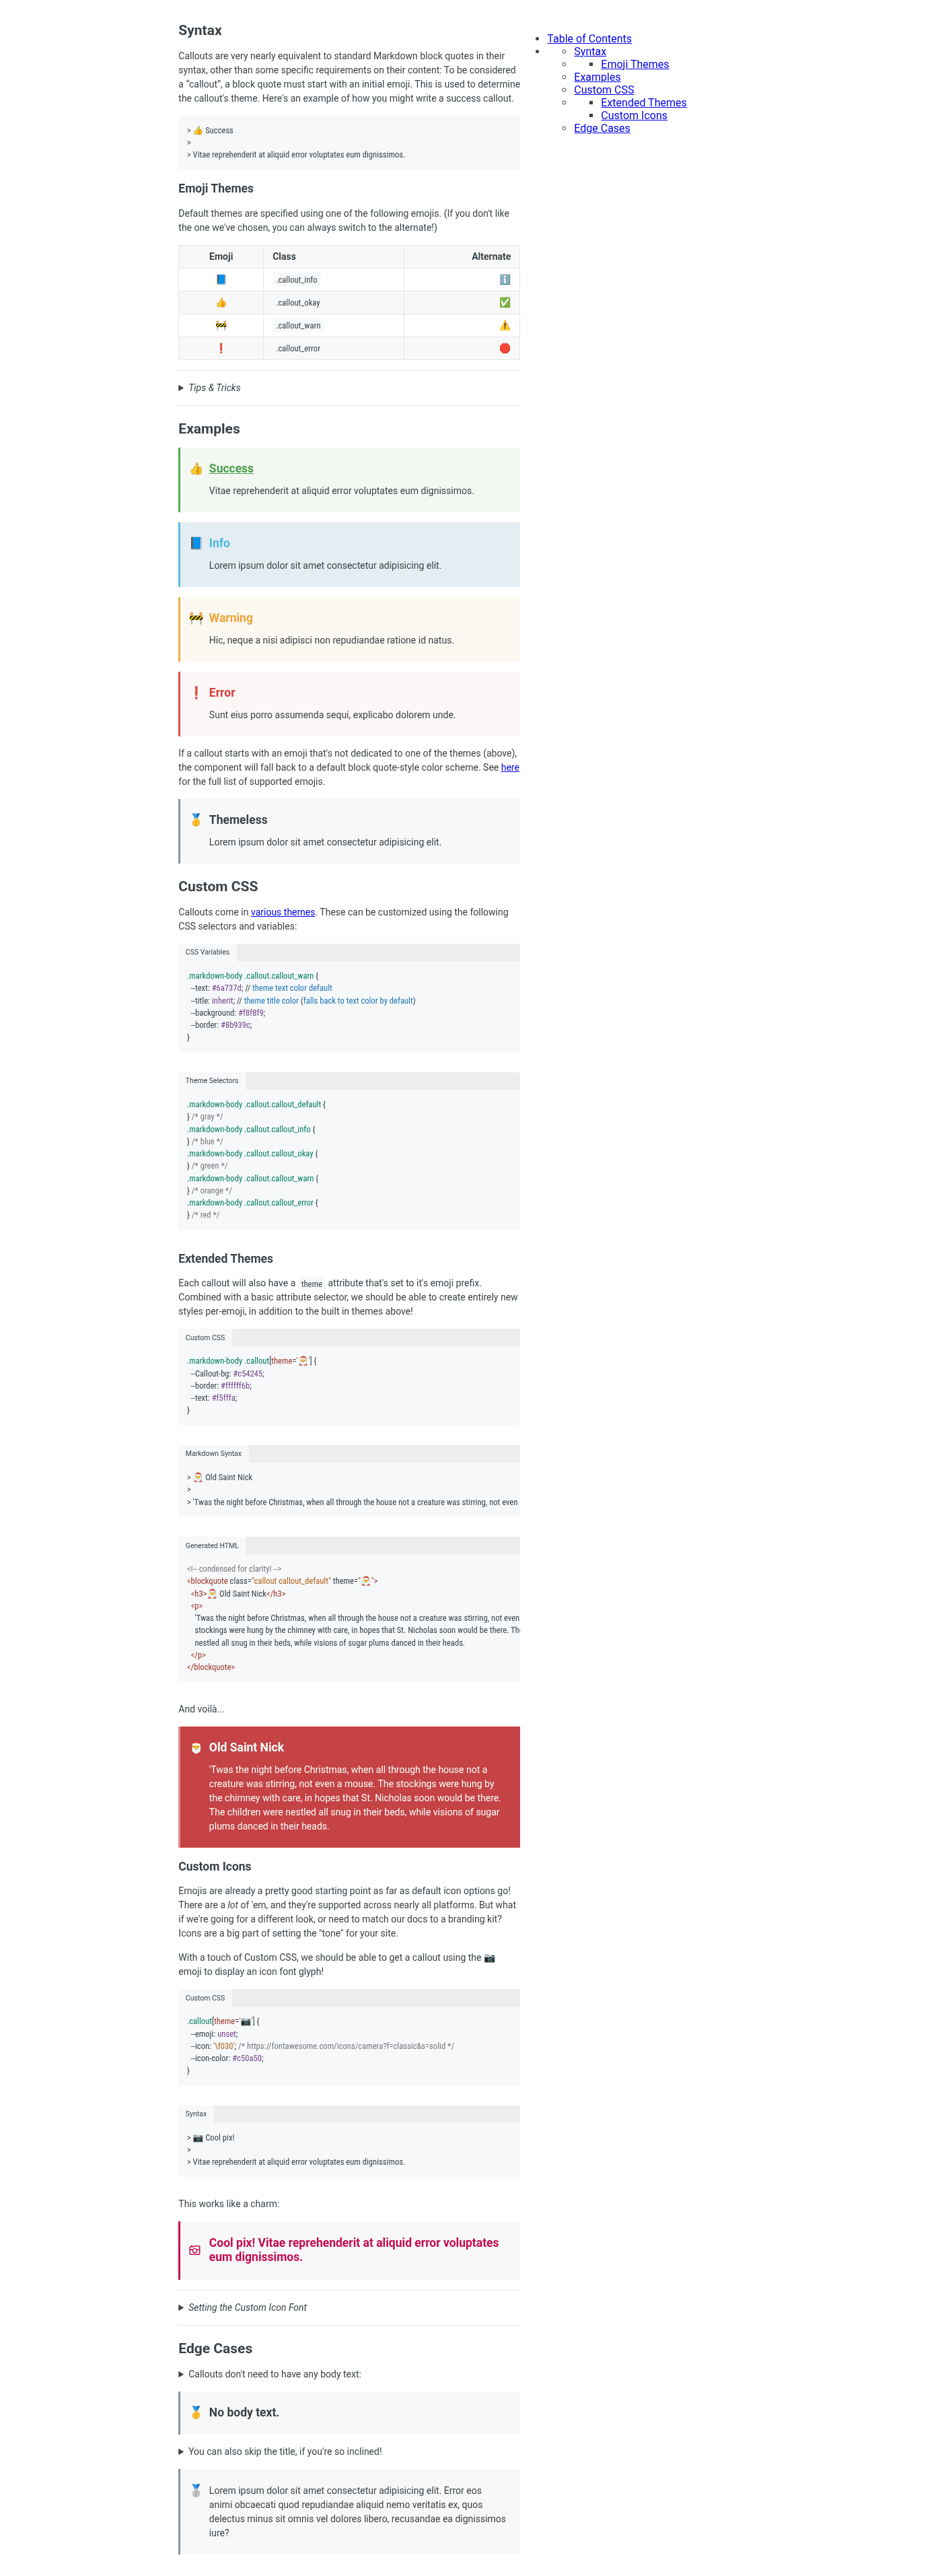 Syntax
Callouts are very nearly equivalent to standard Markdown block quotes in their
syntax, other than some specific requirements on their content: To be considered
a “callout”, a block quote must start with an initial emoji. This is used to determine
the callout's theme. Here's an example of how you might write a success callout.
> 👍 Success
>
> Vitae reprehenderit at aliquid error voluptates eum dignissimos.
Emoji Themes
Default themes are specified using one of the following emojis. (If you don't like
the one we've chosen, you can always switch to the alternate!)
Emoji Class Alternate
📘 .callout_info ℹ️
👍 .callout_okay ✅
🚧 .callout_warn ⚠️
❗ .callout_error 🛑
Tips & Tricks
Examples
👍 Success
Vitae reprehenderit at aliquid error voluptates eum dignissimos.
📘 Info
Lorem ipsum dolor sit amet consectetur adipisicing elit.
🚧 Warning
Hic, neque a nisi adipisci non repudiandae ratione id natus.
❗ Error
Sunt eius porro assumenda sequi, explicabo dolorem unde.
If a callout starts with an emoji that's not dedicated to one of the themes (above),
the component will fall back to a default block quote-style color scheme. See here
for the full list of supported emojis.
🥇 Themeless
Lorem ipsum dolor sit amet consectetur adipisicing elit.
Custom CSS
Callouts come in various themes. These can be customized using the following
CSS selectors and variables:
CSS Variables
.markdown-body .callout.callout_warn {
--text: #6a737d; // theme text color default
--title: inherit; // theme title color (falls back to text color by default)
--background: #f8f8f9;
--border: #8b939c;
}
Theme Selectors
.markdown-body .callout.callout_default {
} /* gray */
.markdown-body .callout.callout_info {
} /* blue */
.markdown-body .callout.callout_okay {
} /* green */
.markdown-body .callout.callout_warn {
} /* orange */
.markdown-body .callout.callout_error {
} /* red */
Extended Themes
Each callout will also have a theme attribute that's set to it's emoji prefix.
Combined with a basic attribute selector, we should be able to create entirely new
styles per-emoji, in addition to the built in themes above!
Custom CSS
.markdown-body .callout[theme='🎅'] {
--Callout-bg: #c54245;
--border: #ffffff6b;
--text: #f5fffa;
}
Markdown Syntax
> 🎅 Old Saint Nick
>
> 'Twas the night before Christmas, when all through the house not a creature was stirring, not even
Generated HTML
<!-- condensed for clarity! -->
<blockquote class="callout callout_default" theme="🎅">
<h3>🎅 Old Saint Nick</h3>
<p>
'Twas the night before Christmas, when all through the house not a creature was stirring, not even
stockings were hung by the chimney with care, in hopes that St. Nicholas soon would be there. The
nestled all snug in their beds, while visions of sugar plums danced in their heads.
</p>
</blockquote>
And voilà...
🎅 Old Saint Nick
'Twas the night before Christmas, when all through the house not a
creature was stirring, not even a mouse. The stockings were hung by
the chimney with care, in hopes that St. Nicholas soon would be there.
The children were nestled all snug in their beds, while visions of sugar
plums danced in their heads.
Custom Icons
Emojis are already a pretty good starting point as far as default icon options go!
There are a lot of 'em, and they're supported across nearly all platforms. But what
if we're going for a different look, or need to match our docs to a branding kit?
Icons are a big part of setting the "tone" for your site.
With a touch of Custom CSS, we should be able to get a callout using the 📷
emoji to display an icon font glyph!
Custom CSS
.callout[theme='📷'] {
--emoji: unset;
--icon: '\f030'; /* https://fontawesome.com/icons/camera?f=classic&s=solid */
--icon-color: #c50a50;
}
Syntax
> 📷 Cool pix!
>
> Vitae reprehenderit at aliquid error voluptates eum dignissimos.
This works like a charm:
Cool pix! Vitae reprehenderit at aliquid error voluptates
eum dignissimos.
Setting the Custom Icon Font
Edge Cases
Callouts don't need to have any body text:
🥇 No body text.
You can also skip the title, if you're so inclined!
🥈 Lorem ipsum dolor sit amet consectetur adipisicing elit. Error eos
animi obcaecati quod repudiandae aliquid nemo veritatis ex, quos
delectus minus sit omnis vel dolores libero, recusandae ea dignissimos
iure?
Table of Contents
Syntax
Emoji Themes
Examples
Custom CSS
Extended Themes
Custom Icons
Edge Cases